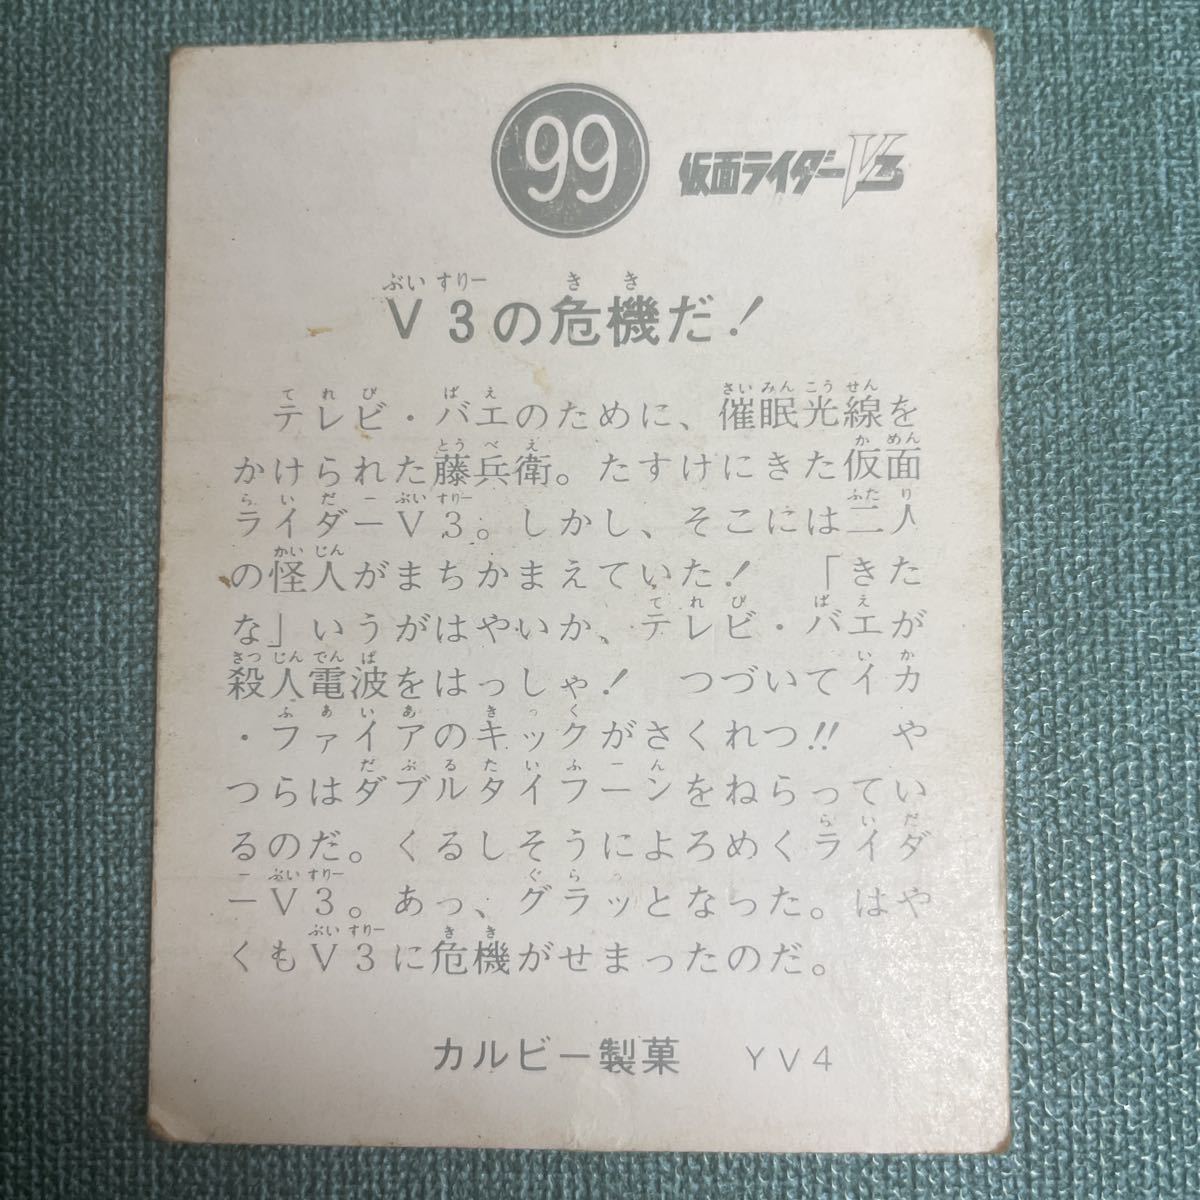 99
仮面ライダーV3
ぶい すりー き き
V3の危機だ!
てれび ばえ さいみんこうせん
テレビ・バエのために、催眠光線を
とうべえ かめん
かけられた藤兵衛。たすけにきた仮面
らいだー ぶい すりー ふたり
ライダーV3。しかし、そこには二人
かいじん
の怪人がまちかまえていた! 「きた
てれび ばえ
な」いうがはやいか、テレビ・バエが
さつじんでんぱ いか
殺人電波をはっしゃ! つづいてイカ
ふぁいあ きっく
・ファイアのキックがさくれつ!! や
だぶるたいふーん
つらはダブルタイフーンをねらってい
らいだ
るのだ。くるしそうによろめくライダ
ー ぶい すりー ぐらっ
ーV3。あっ、グラッとなった。はや
ぶい すりー きき
くもV3に危機がせまったのだ。
カルビー製菓 YV4